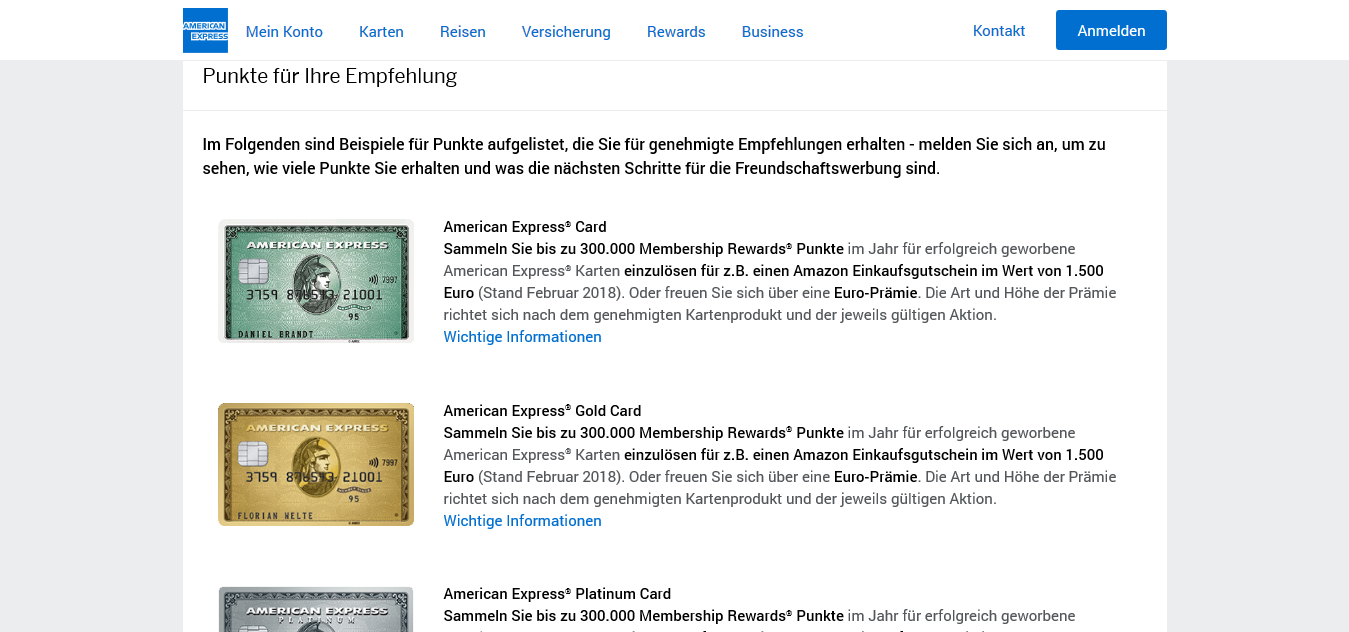 AMERICAN
EXPRESS
Mein Konto
Karten
Reisen
Versicherung
Rewards
Business
Kontakt
Anmelden
Punkte für Ihre Empfehlung
Im Folgenden sind Beispiele für Punkte aufgelistet, die Sie für genehmigte Empfehlungen erhalten - melden Sie sich an, um zu
sehen, wie viele Punkte Sie erhalten und was die nächsten Schritte für die Freundschaftswerbung sind.
AMERICAN EXPRESS
7997
3759 876543 21001
95
DANIEL BRANDT
American Express® Card
Sammeln Sie bis zu 300.000 Membership Rewards® Punkte im Jahr für erfolgreich geworbene
American Express® Karten einzulösen für z.B. einen Amazon Einkaufsgutschein im Wert von 1.500
Euro (Stand Februar 2018). Oder freuen Sie sich über eine Euro-Prämie. Die Art und Höhe der Prämie
richtet sich nach dem genehmigten Kartenprodukt und der jeweils gültigen Aktion.
Wichtige Informationen
AMERICAN EXPRESS
7997
3759 876543 21001
95
FLORIAN NELTE
American Express® Gold Card
Sammeln Sie bis zu 300.000 Membership Rewards® Punkte im Jahr für erfolgreich geworbene
American Express® Karten einzulösen für z.B. einen Amazon Einkaufsgutschein im Wert von 1.500
Euro (Stand Februar 2018). Oder freuen Sie sich über eine Euro-Prämie. Die Art und Höhe der Prämie
richtet sich nach dem genehmigten Kartenprodukt und der jeweils gültigen Aktion.
Wichtige Informationen
AMERICAN EXPRESS
PLATINUM
American Express® Platinum Card
Sammeln Sie bis zu 300.000 Membership Rewards® Punkte im Jahr für erfolgreich geworbene